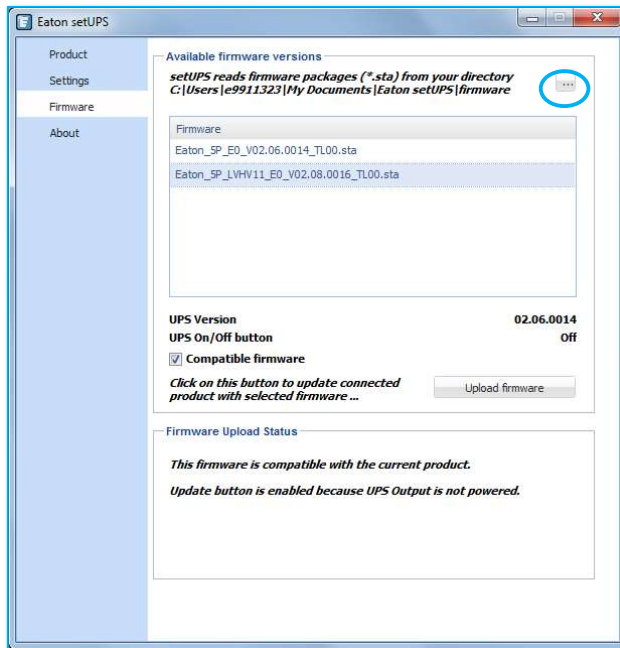 Eaton setUPS
Product
Settings
Firmware
About
Available firmware versions
setUPS reads firmware packages (*.sta) from your directory
C:|Users|e9911323|My Documents|Eaton setUPS|firmware
...
Firmware
Eaton_5P_E0_V02.06.0014_TL00.sta
Eaton_5P_LVHV11_E0_V02.08.0016_TL00.sta
UPS Version 02.06.0014
UPS On/Off button Off
Compatible firmware
Click on this button to update connected
product with selected firmware ...
Upload firmware
Firmware Upload Status
This firmware is compatible with the current product.
Update button is enabled because UPS Output is not powered.